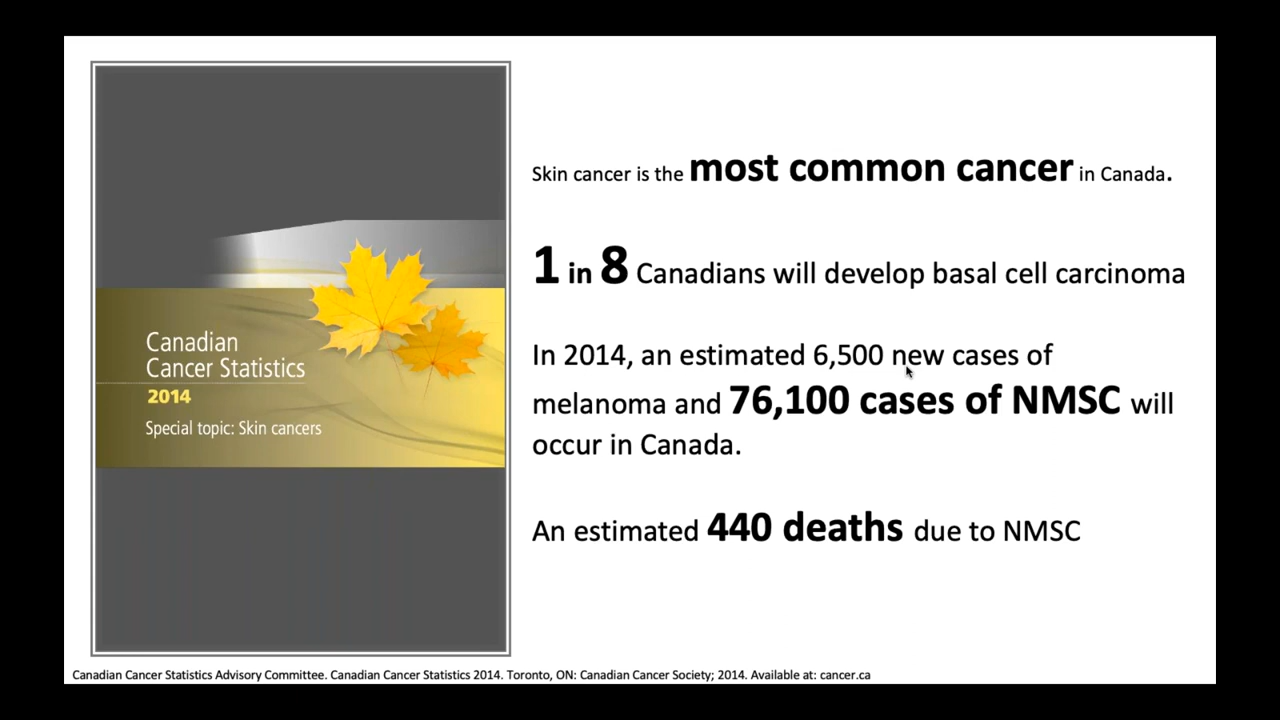 Canadian
Cancer Statistics
2014
Special topic: Skin cancers
Skin cancer is the most common cancer in Canada.
1 in 8 Canadians will develop basal cell carcinoma
In 2014, an estimated 6,500 new cases of
melanoma and 76,100 cases of NMSC will
occur in Canada.
An estimated 440 deaths due to NMSC
Canadian Cancer Statistics Advisory Committee. Canadian Cancer Statistics 2014. Toronto, ON: Canadian Cancer Society; 2014. Available at: cancer.ca